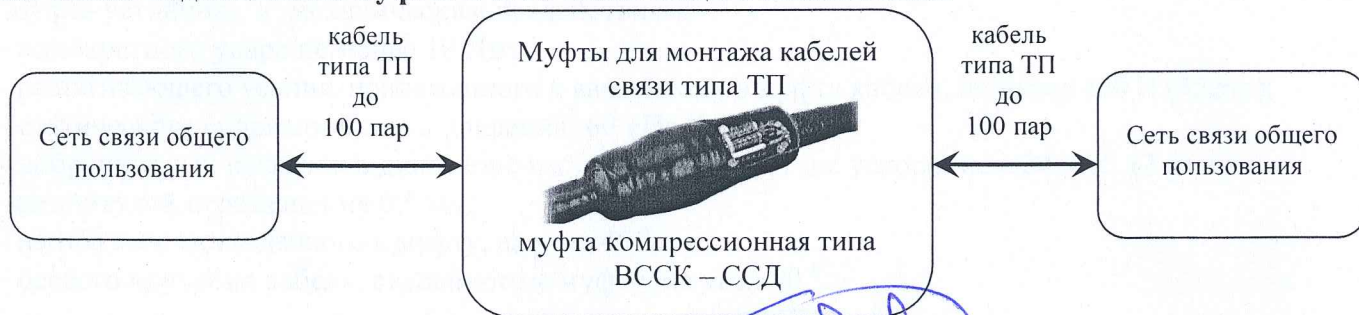 кабель
типа ТП
до
100 пар
Сеть связи общего
пользования
Муфты для монтажа кабелей
связи типа ТП
муфта компрессионная типа
ВССК – ССД
кабель
типа ТП
до
100 пар
Сеть связи общего
пользования